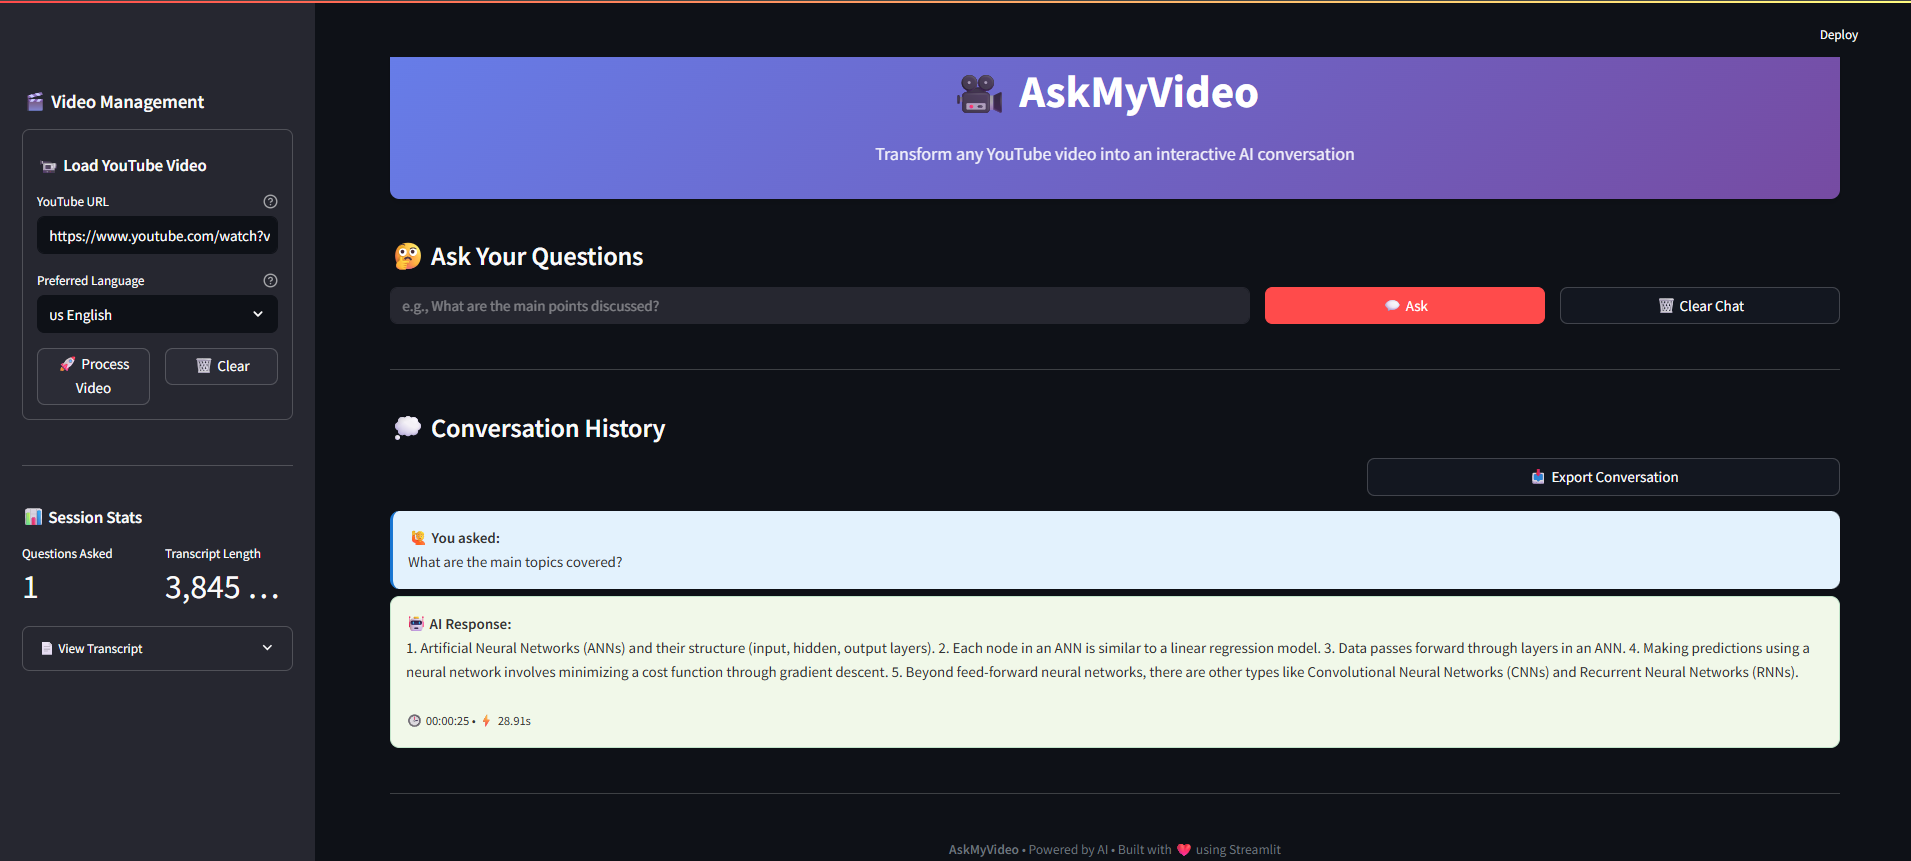 Deploy
Video Management
Load YouTube Video
YouTube URL
https://www.youtube.com/watch?v
Preferred Language
us English
Process
Video
Clear
Session Stats
Questions Asked
Transcript Length
1
3,845 ...
View Transcript
AskMyVideo
Transform any YouTube video into an interactive AI conversation
Ask Your Questions
e.g., What are the main points discussed?
Ask
Clear Chat
Conversation History
Export Conversation
You asked:
What are the main topics covered?
AI Response:
1. Artificial Neural Networks (ANNs) and their structure (input, hidden, output layers). 2. Each node in an ANN is similar to a linear regression model. 3. Data passes forward through layers in an ANN. 4. Making predictions using a
neural network involves minimizing a cost function through gradient descent. 5. Beyond feed-forward neural networks, there are other types like Convolutional Neural Networks (CNNs) and Recurrent Neural Networks (RNNs).
00:00:25 • 28.91s
AskMyVideo • Powered by AI • Built with ❤️ using Streamlit